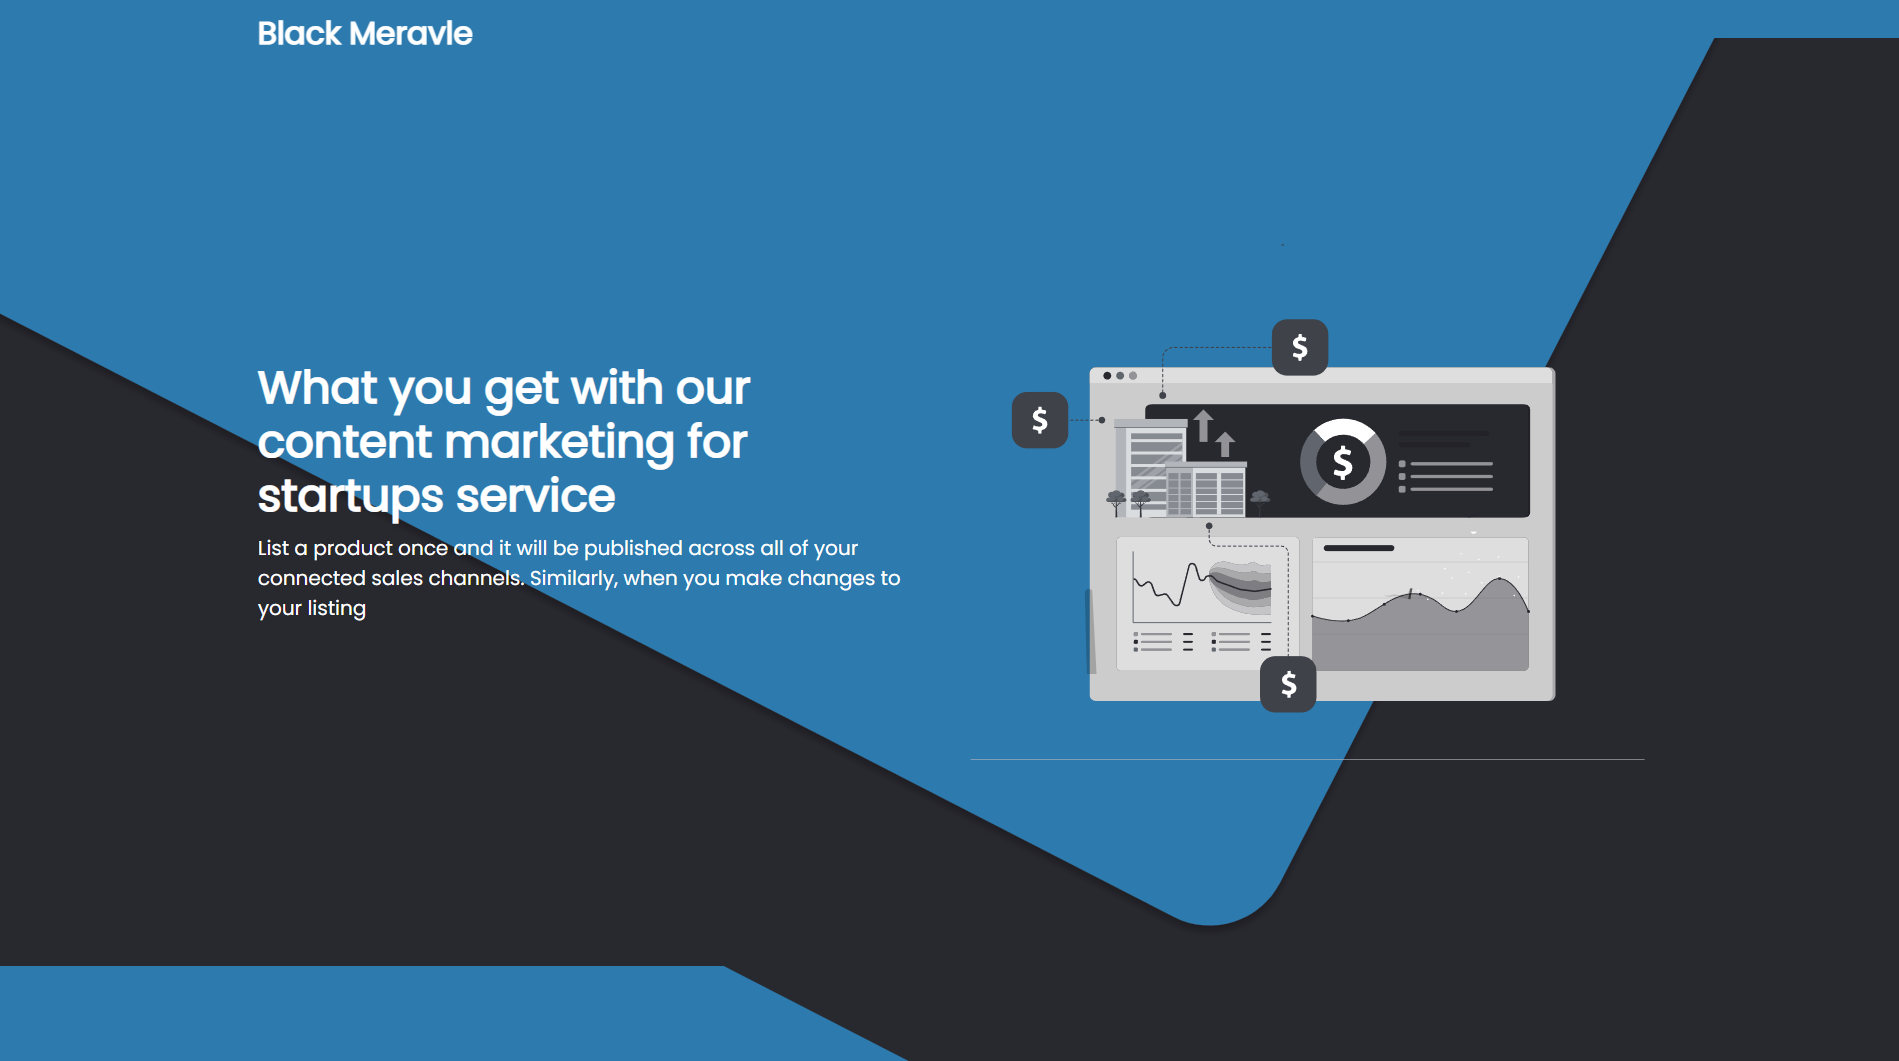 Black Meravle
What you get with our
content marketing for
startups service
List a product once and it will be published across all of your
connected sales channels. Similarly, when you make changes to
your listing
$
$
$
$